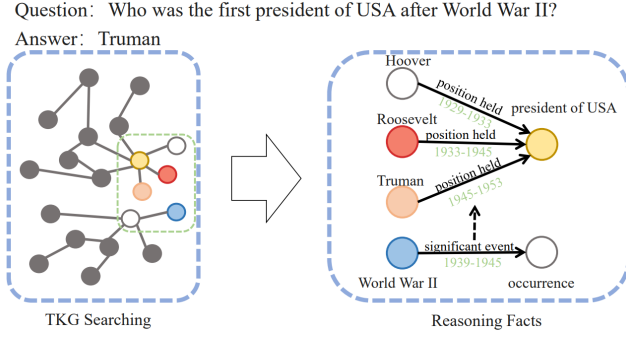 Question: Who was the first president of USA after World War II?
Answer: Truman
Hoover
position held
1929-1933
president of USA
Roosevelt
position held
1933-1945
Truman
position held
1945-1953
significant event
1939-1945
World War II
occurrence
TKG Searching
Reasoning Facts